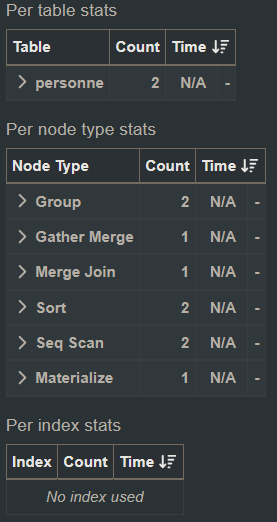 Per table stats
Table Count Time
personne 2 N/A -
Per node type stats
Node Type Count Time
Group 2 N/A -
Gather Merge 1 N/A -
Merge Join 1 N/A -
Sort 2 N/A -
Seq Scan 2 N/A -
Materialize 1 N/A -
Per index stats
Index Count Time
No index used